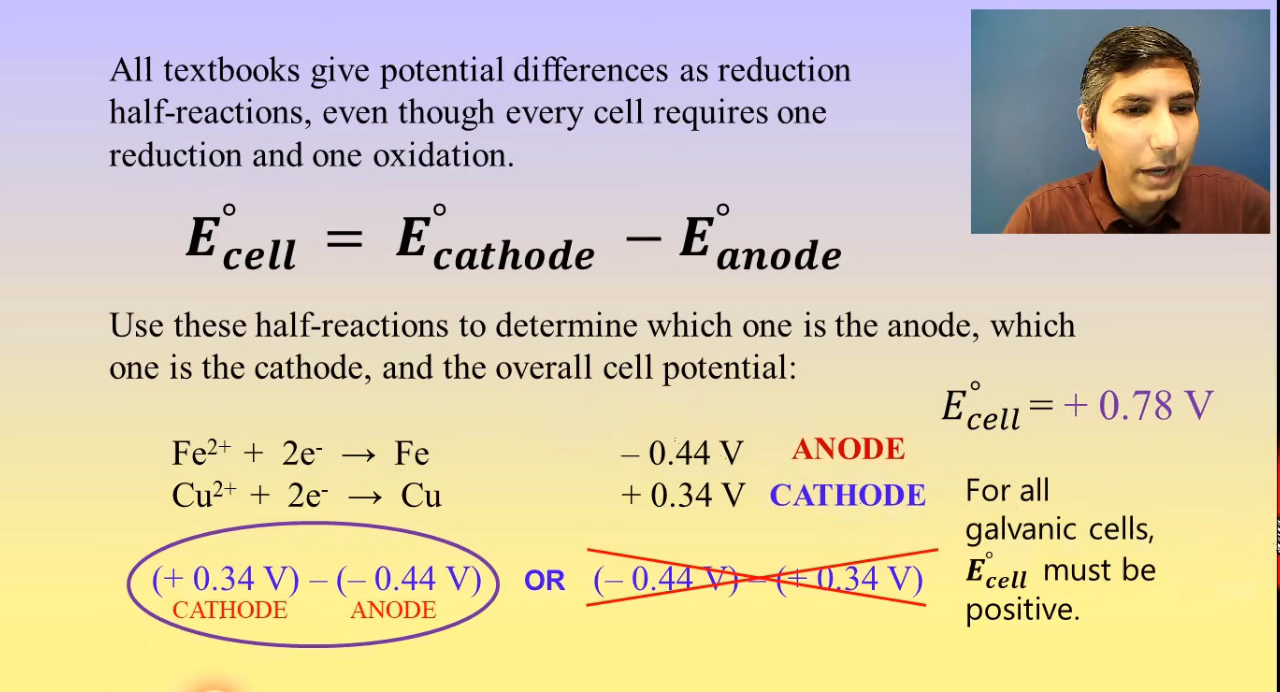 All textbooks give potential differences as reduction
half-reactions, even though every cell requires one
reduction and one oxidation.
E°cell = E°cathode − E°anode
Use these half-reactions to determine which one is the anode, which
one is the cathode, and the overall cell potential:
E°cell = + 0.78 V
Fe²⁺ + 2e⁻ → Fe – 0.44 V ANODE
Cu²⁺ + 2e⁻ → Cu + 0.34 V CATHODE
(+ 0.34 V) – (– 0.44 V) OR (– 0.44 V) – (+ 0.34 V)
CATHODE ANODE
For all
galvanic cells,
E°cell must be
positive.